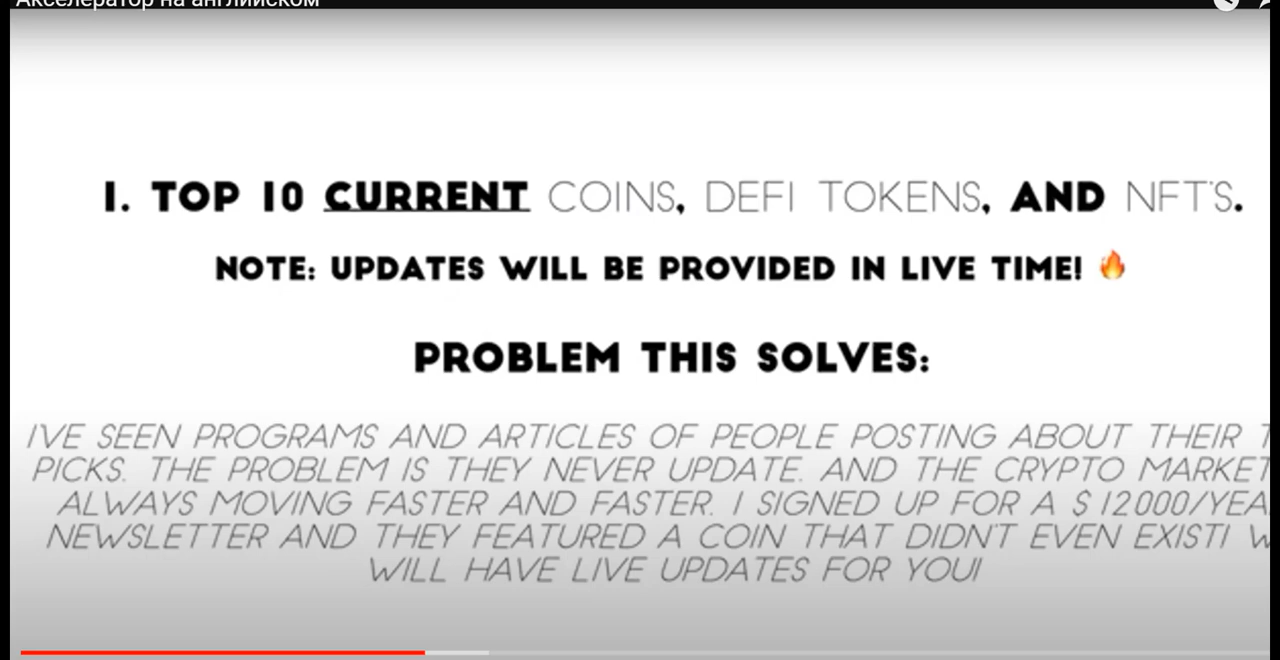 Акселератор на английском
1. TOP 10 CURRENT COINS, DEFI TOKENS, AND NFT'S.
NOTE: UPDATES WILL BE PROVIDED IN LIVE TIME! 🔥
PROBLEM THIS SOLVES:
I'VE SEEN PROGRAMS AND ARTICLES OF PEOPLE POSTING ABOUT THEIR
PICKS. THE PROBLEM IS THEY NEVER UPDATE. AND THE CRYPTO MARKET
ALWAYS MOVING FASTER AND FASTER. I SIGNED UP FOR A $12000/YEA
NEWSLETTER AND THEY FEATURED A COIN THAT DIDN'T EVEN EXIST!
WILL HAVE LIVE UPDATES FOR YOU!